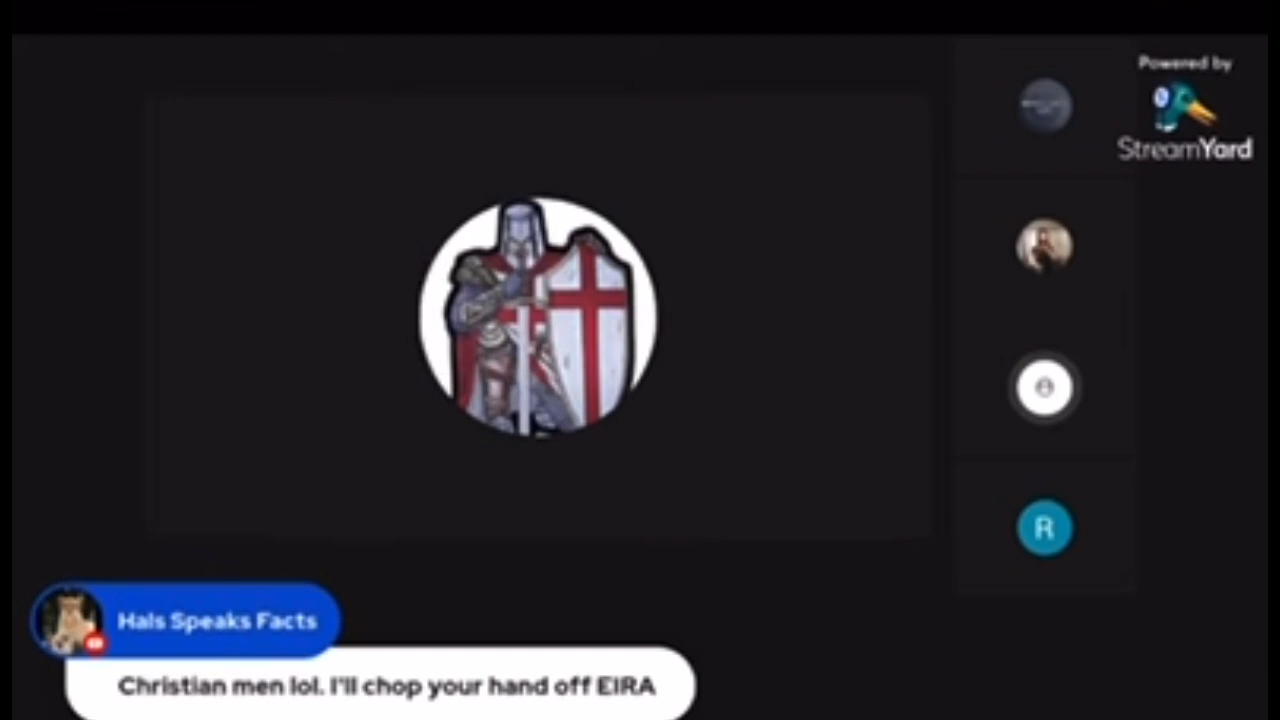 Powered by
StreamYard
R
Hals Speaks Facts
Christian men lol. I'll chop your hand off EIRA